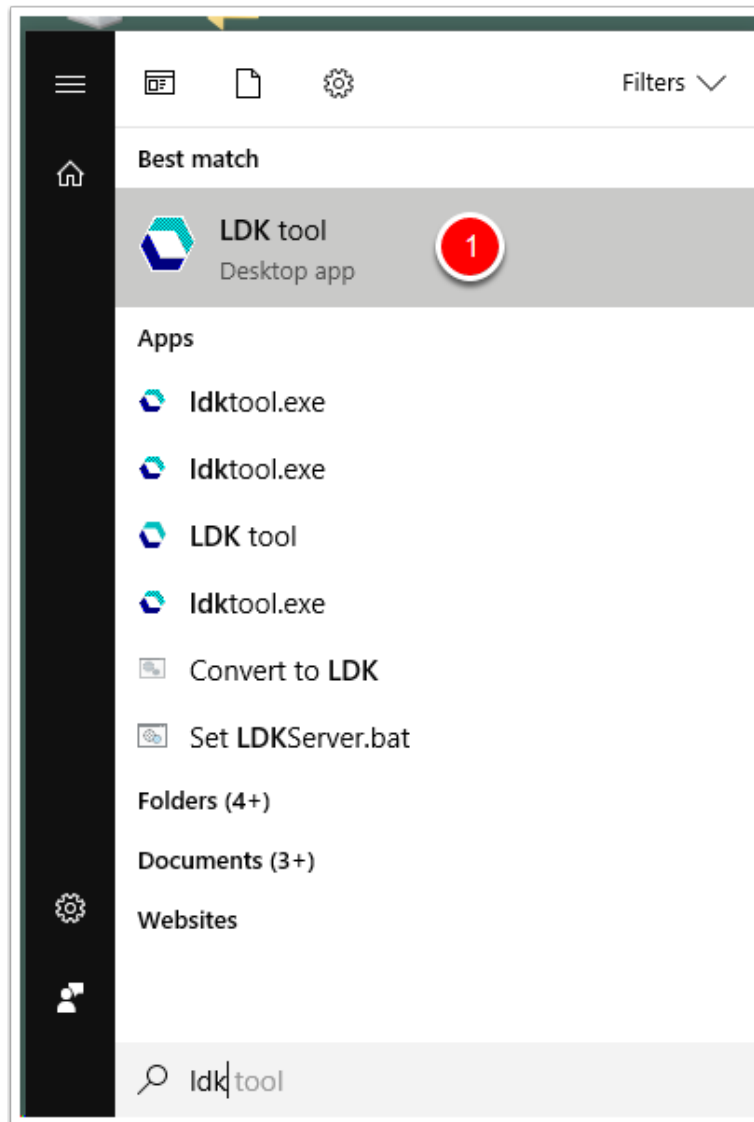 Filters
Best match
LDK tool
Desktop app
1
Apps
ldktool.exe
ldktool.exe
LDK tool
ldktool.exe
Convert to LDK
Set LDKServer.bat
Folders (4+)
Documents (3+)
Websites
ldk tool